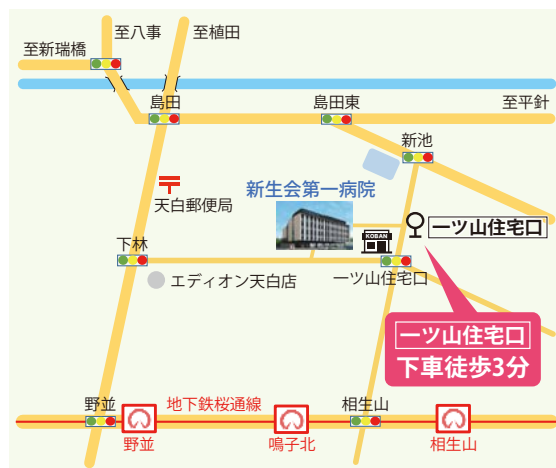 至八事
至植田
至新瑞橋
島田
島田東
至平針
新池
新生会第一病院
天白郵便局
KOBAN
一ツ山住宅口
下林
エディオン天白店
一ツ山住宅口
一ツ山住宅口
下車徒歩3分
野並
地下鉄桜通線
相生山
野並
鳴子北
相生山